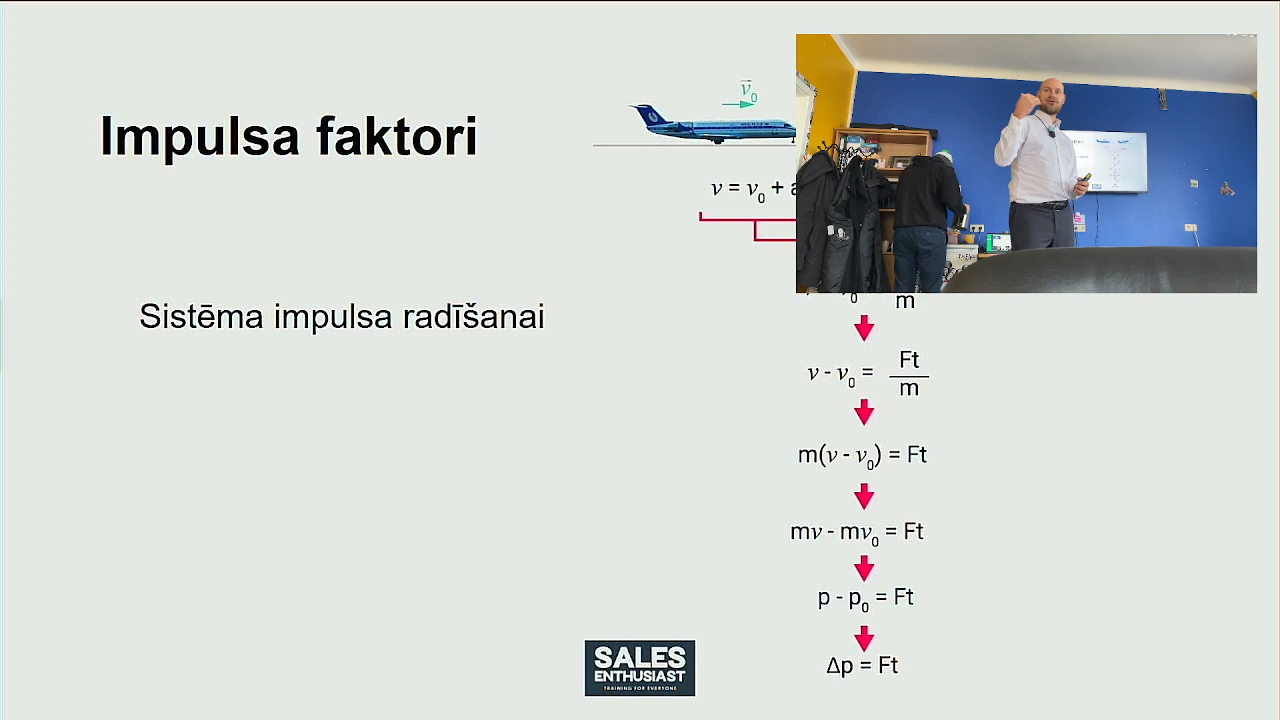 Impulsa faktori
v⃗₀
v = v₀ + a
Sistēma impulsa radīšanai
m
v - v₀ = Ft
m
m(v - v₀) = Ft
mv - mv₀ = Ft
p - p₀ = Ft
Δp = Ft
SALES
ENTHUSIAST
TRAINING FOR EVERYONE